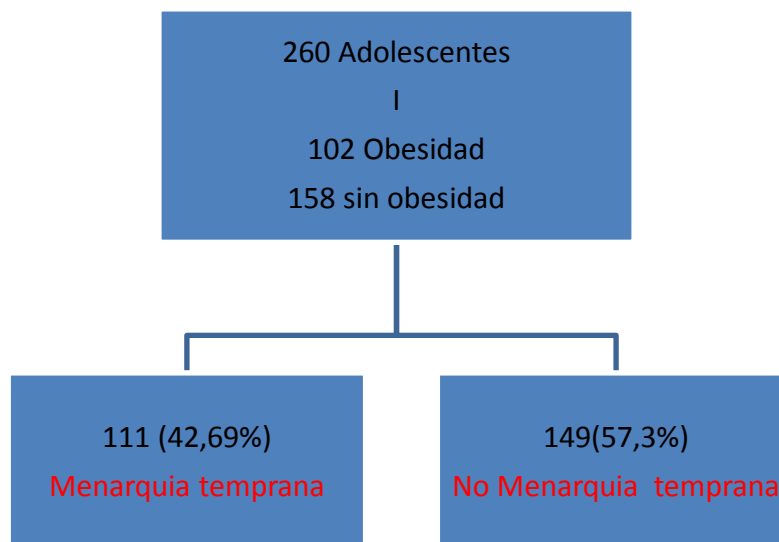 260 Adolescentes
I
102 Obesidad
158 sin obesidad
111 (42,69%)
Menarquia temprana
149(57,3%)
No Menarquia  temprana